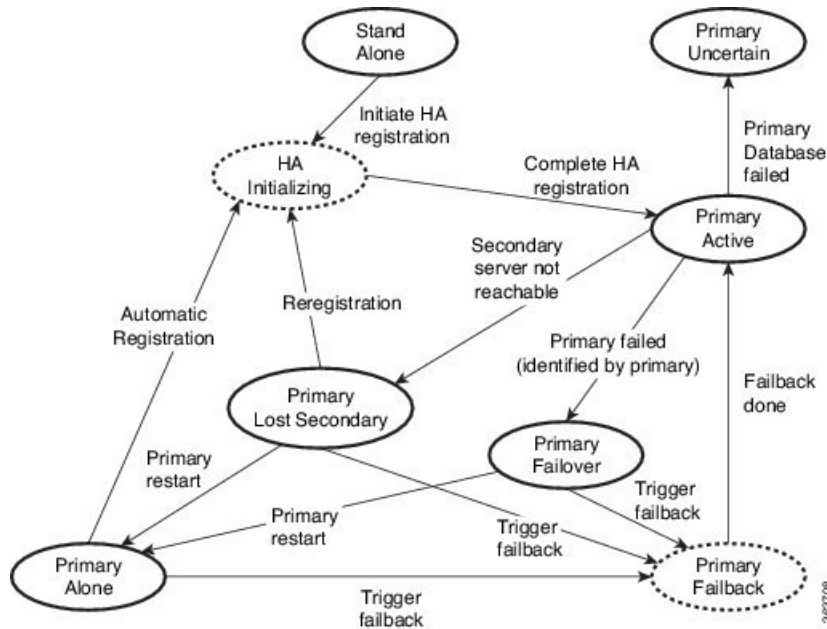 Stand
Alone
Primary
Uncertain
Initiate HA
registration
Primary
Database
failed
HA
Initializing
Complete HA
registration
Primary
Active
Secondary
server not
reachable
Automatic
Registration
Reregistration
Primary failed
(identified by primary)
Failback
done
Primary
Lost Secondary
Primary
Failover
Primary
restart
Primary
restart
Trigger
failback
Trigger
failback
Primary
Alone
Primary
Failback
Trigger
failback